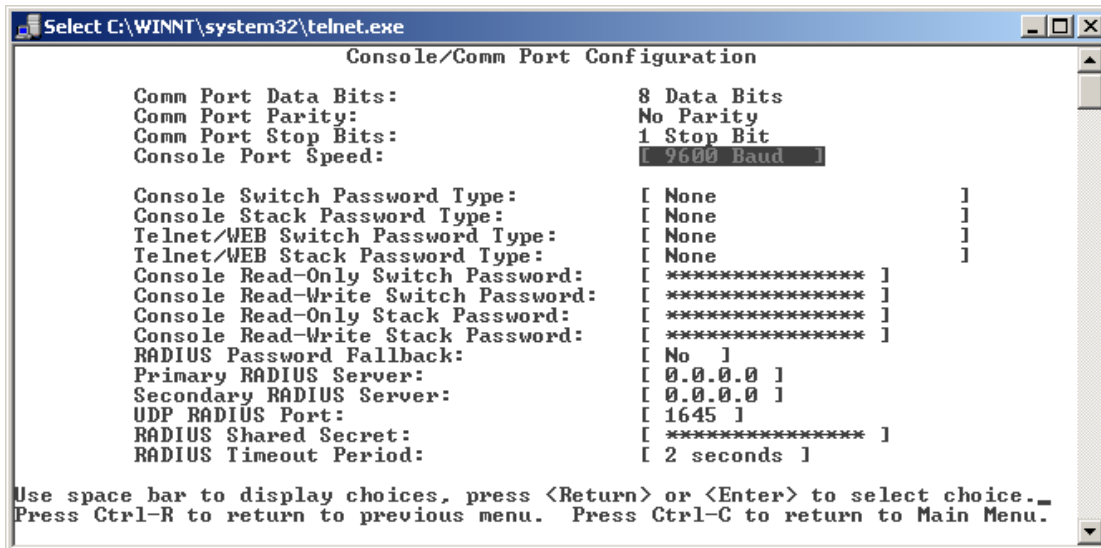 Select C:\WINNT\system32\telnet.exe
Console/Comm Port Configuration
Comm Port Data Bits: 8 Data Bits
Comm Port Parity: No Parity
Comm Port Stop Bits: 1 Stop Bit
Console Port Speed: [ 9600 Baud ]
Console Switch Password Type: [ None ]
Console Stack Password Type: [ None ]
Telnet/WEB Switch Password Type: [ None ]
Telnet/WEB Stack Password Type: [ None ]
Console Read-Only Switch Password: [ *************** ]
Console Read-Write Switch Password: [ *************** ]
Console Read-Only Stack Password: [ *************** ]
Console Read-Write Stack Password: [ *************** ]
RADIUS Password Fallback: [ No ]
Primary RADIUS Server: [ 0.0.0.0 ]
Secondary RADIUS Server: [ 0.0.0.0 ]
UDP RADIUS Port: [ 1645 ]
RADIUS Shared Secret: [ *************** ]
RADIUS Timeout Period: [ 2 seconds ]
Use space bar to display choices, press <Return> or <Enter> to select choice._
Press Ctrl-R to return to previous menu. Press Ctrl-C to return to Main Menu.